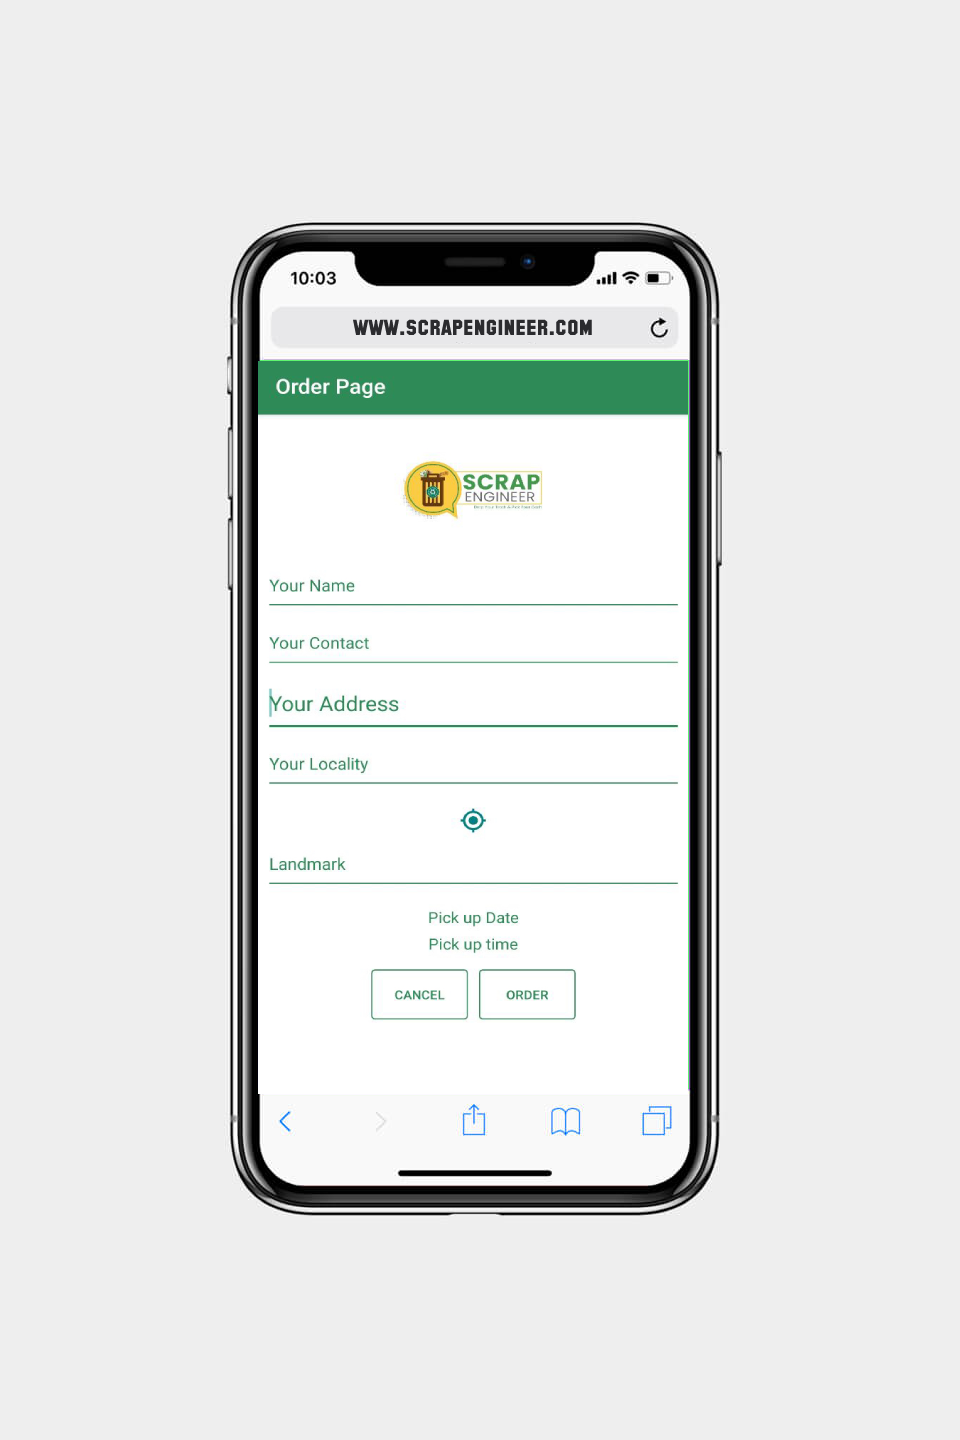 10:03
WWW.SCRAPENGINEER.COM
Order Page
SCRAP
ENGINEER
Your Name
Your Contact
Your Address
Your Locality
Landmark
Pick up Date
Pick up time
CANCEL ORDER